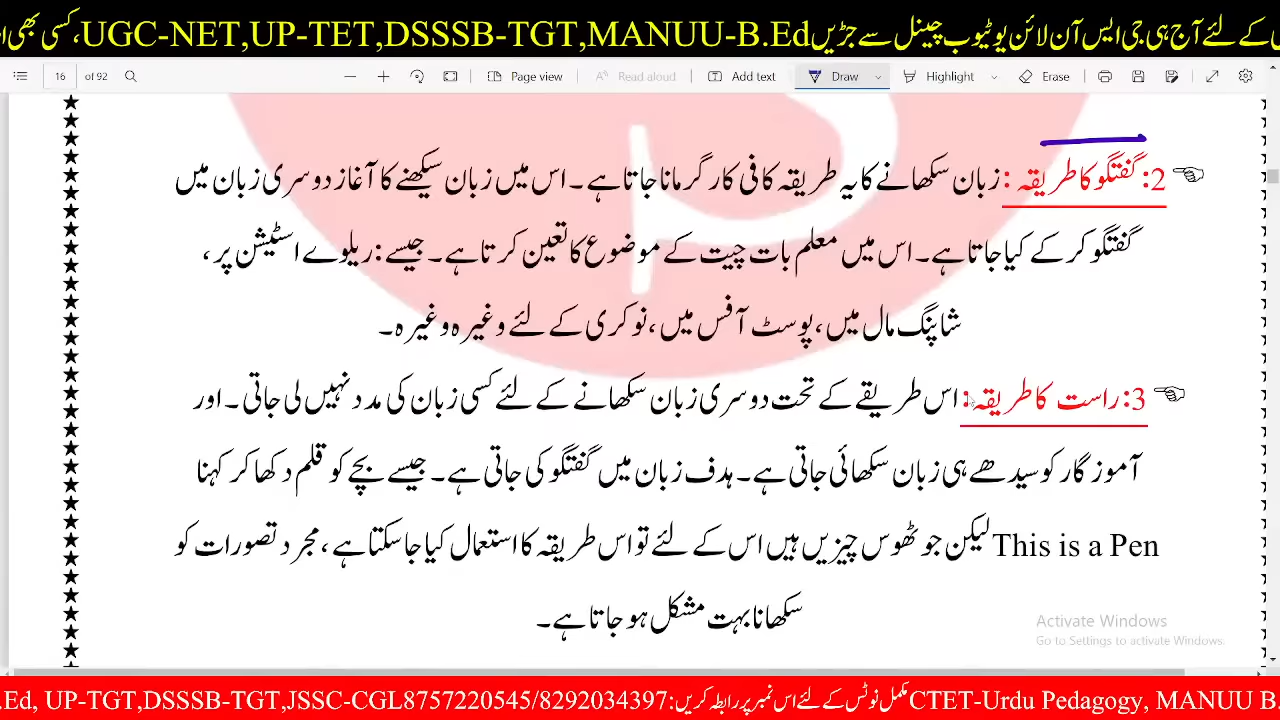 کے لئے آج ہی جی ایس آن لائن یوٹیوب چینل سے جڑیں UGC-NET,UP-TET,DSSSB-TGT,MANUU-B.Ed، کسی بھی
16 of 92 Page view Read aloud Add text Draw Highlight Erase
2: گفتگو کا طریقہ : زبان سکھانے کا یہ طریقہ کافی کارگر مانا جاتا ہے۔ اس میں زبان سیکھنے کا آغاز دوسری زبان میں
گفتگو کر کے کیا جاتا ہے۔ اس میں معلم بات چیت کے موضوع کا تعین کرتا ہے۔ جیسے: ریلوے اسٹیشن پر،
شاپنگ مال میں، پوسٹ آفس میں، نوکری کے لئے وغیرہ وغیرہ۔
3: راست کا طریقہ: اس طریقے کے تحت دوسری زبان سکھانے کے لئے کسی زبان کی مدد نہیں لی جاتی۔ اور
آموزگار کو سیدھے ہی زبان سکھائی جاتی ہے۔ ہدف زبان میں گفتگو کی جاتی ہے۔ جیسے بچے کو قلم دکھا کر کہنا
This is a Pen لیکن جو ٹھوس چیزیں ہیں اس کے لئے تو اس طریقہ کا استعمال کیا جا سکتا ہے، مجرد تصورات کو
سکھانا بہت مشکل ہو جاتا ہے۔
Activate Windows
Go to Settings to activate Windows.
.Ed, UP-TGT,DSSSB-TGT,JSSC-CGL مکمل نوٹس کے لئے اس نمبر پر رابطہ کریں:8757220545/8292034397 CTET-Urdu Pedagogy, MANUU B.